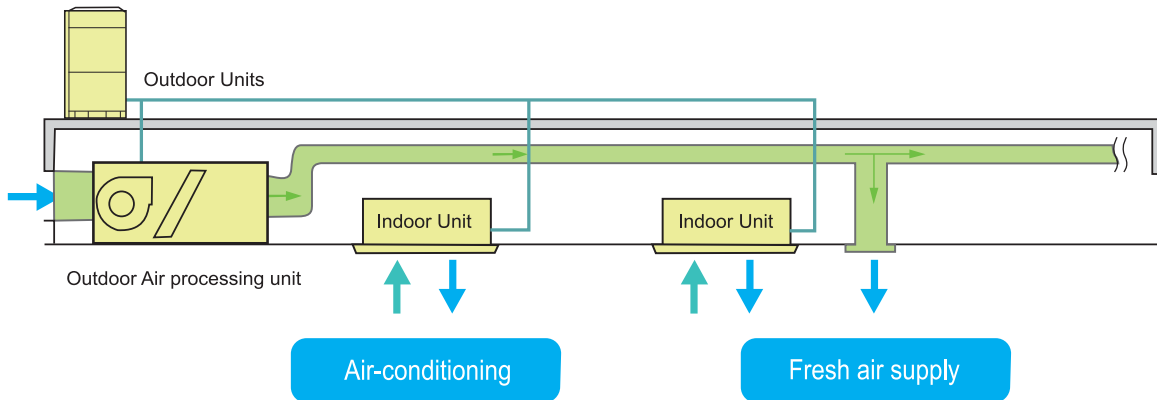 Outdoor Units
Indoor Unit
Indoor Unit
Outdoor Air processing unit
Air-conditioning
Fresh air supply